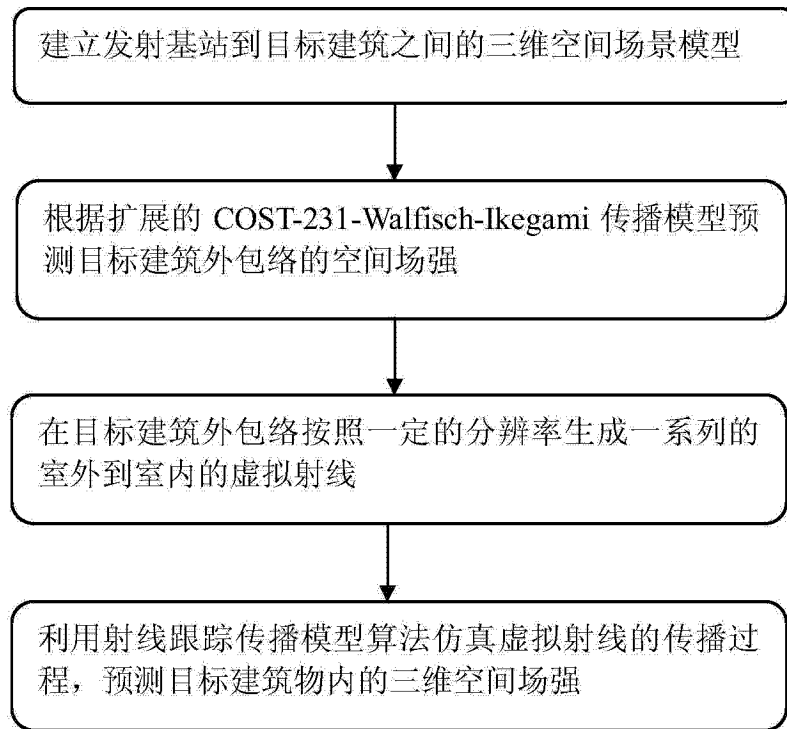 建立发射基站到目标建筑之间的三维空间场景模型
根据扩展的 COST-231-Walfisch-Ikegami 传播模型预
测目标建筑外包络的空间场强
在目标建筑外包络按照一定的分辨率生成一系列的
室外到室内的虚拟射线
利用射线跟踪传播模型算法仿真虚拟射线的传播过
程，预测目标建筑物内的三维空间场强